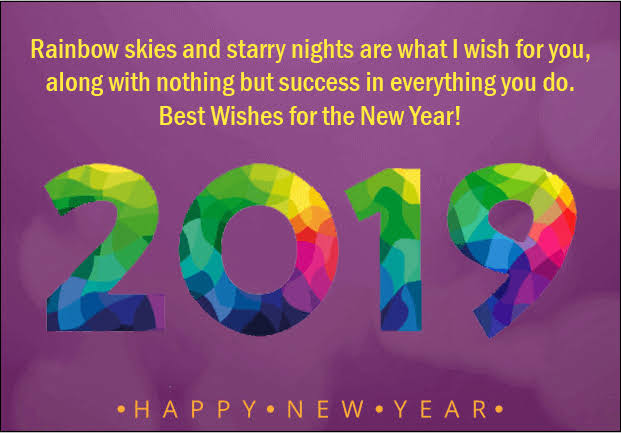 Rainbow skies and starry nights are what I wish for you,
along with nothing but success in everything you do.
Best Wishes for the New Year!
2019
•HAPPY•NEW•YEAR•